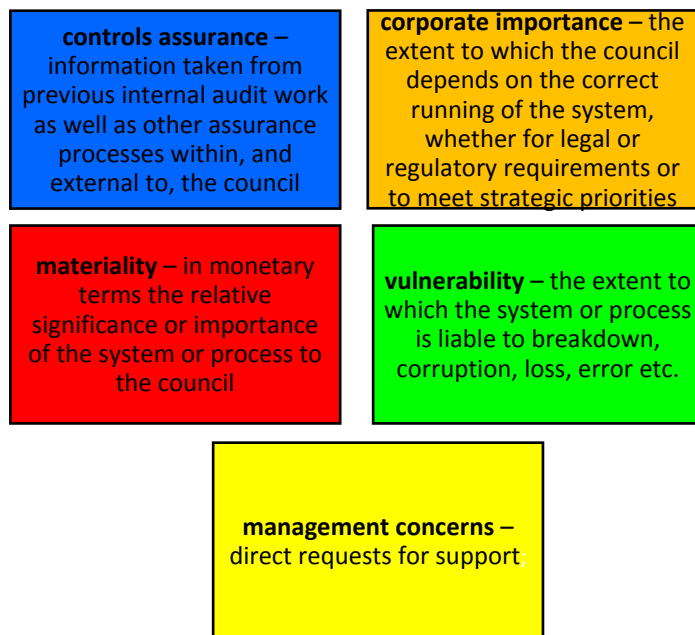 controls assurance –
information taken from
previous internal audit work
as well as other assurance
processes within, and
external to, the council
corporate importance – the
extent to which the council
depends on the correct
running of the system,
whether for legal or
regulatory requirements or
to meet strategic priorities
materiality – in monetary
terms the relative
significance or importance
of the system or process to
the council
vulnerability – the extent to
which the system or process
is liable to breakdown,
corruption, loss, error etc.
management concerns –
direct requests for support;